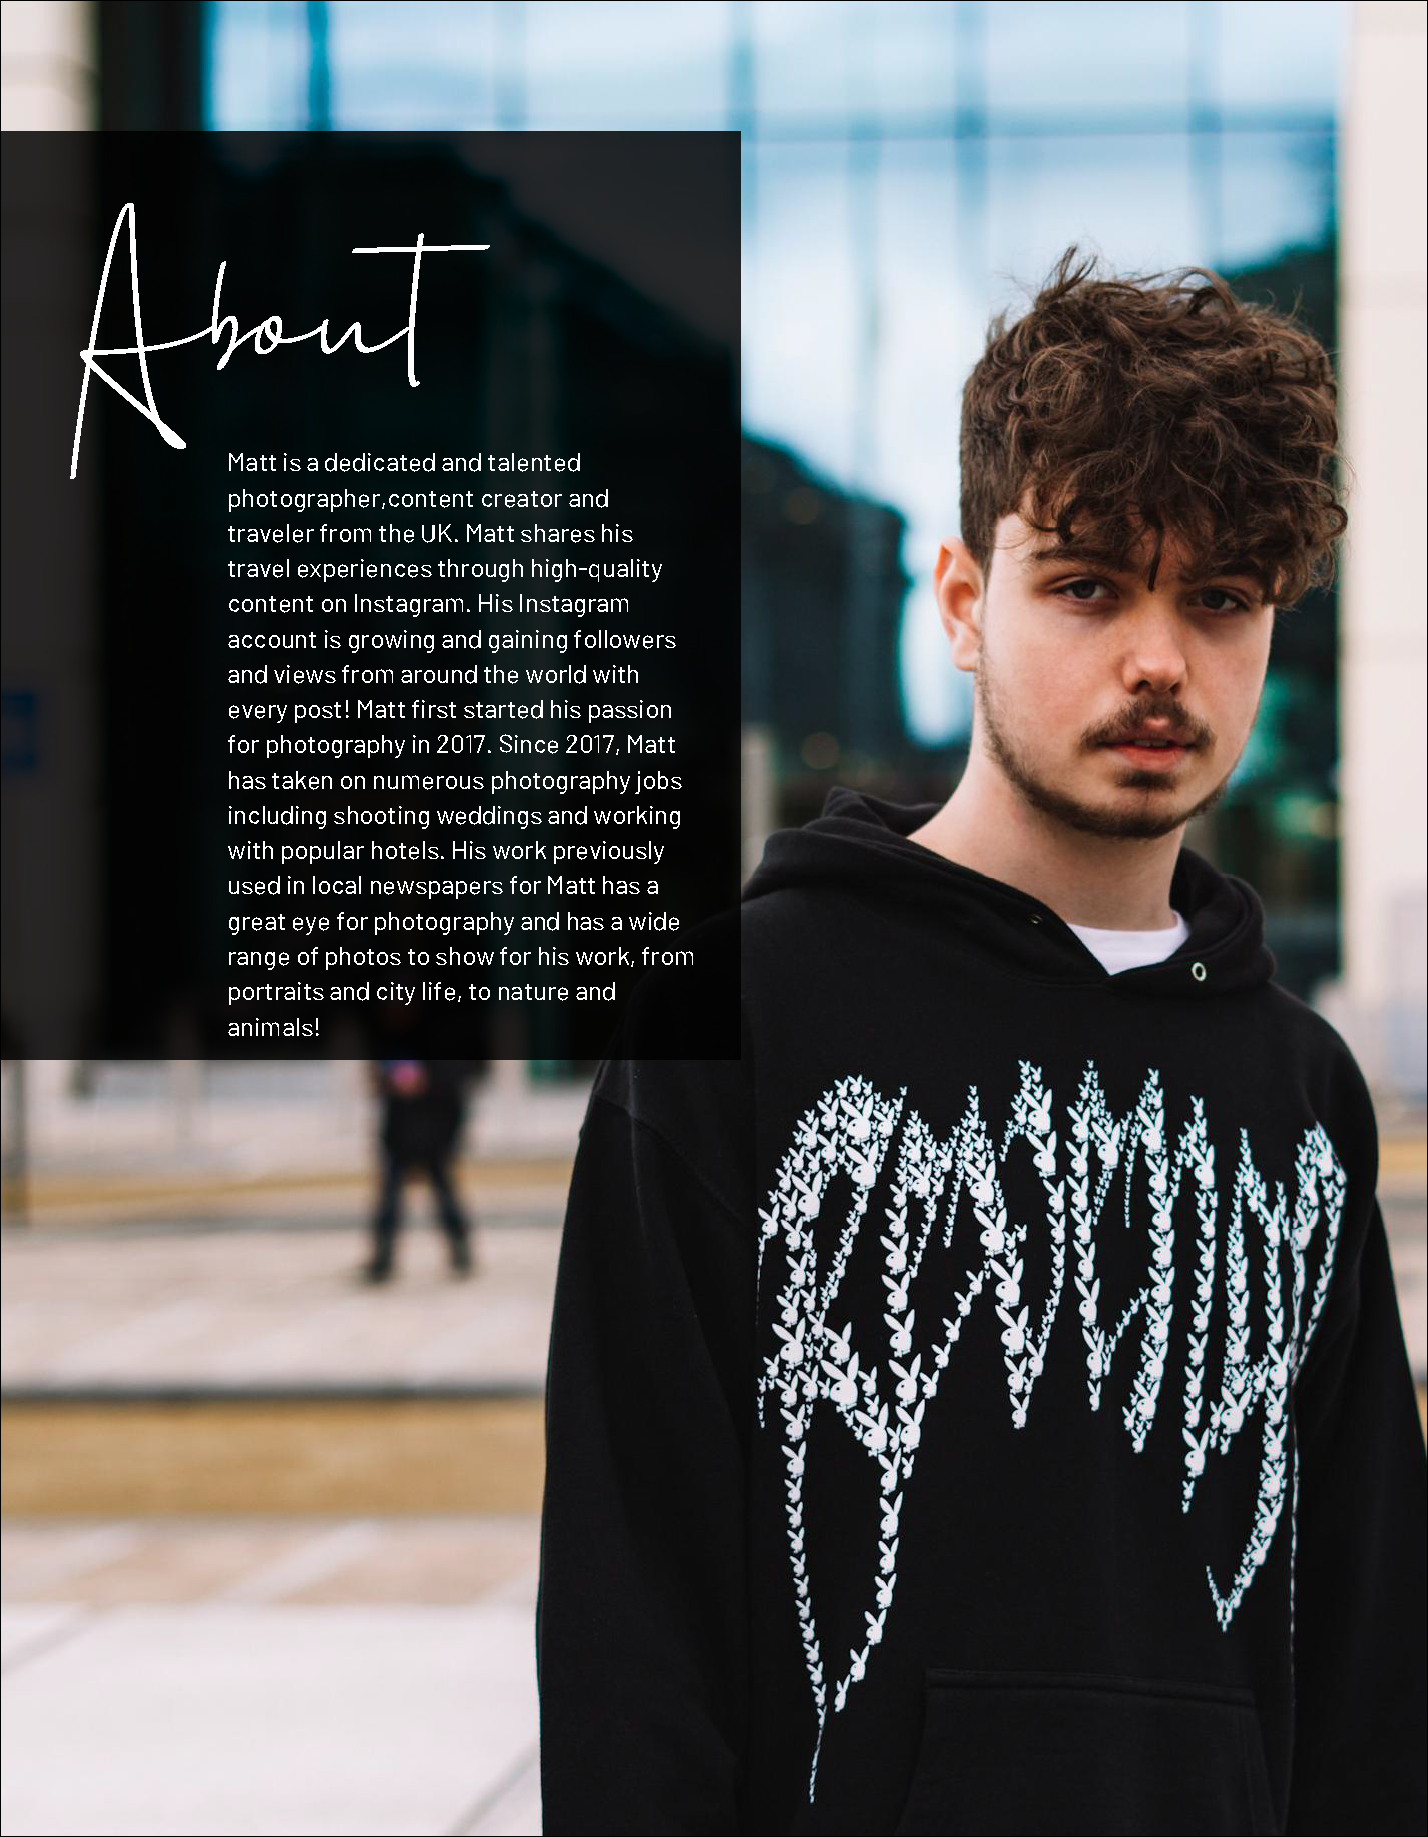 About
Matt is a dedicated and talented
photographer,content creator and
traveler from the UK. Matt shares his
travel experiences through high-quality
content on Instagram. His Instagram
account is growing and gaining followers
and views from around the world with
every post! Matt first started his passion
for photography in 2017. Since 2017, Matt
has taken on numerous photography jobs
including shooting weddings and working
with popular hotels. His work previously
used in local newspapers for Matt has a
great eye for photography and has a wide
range of photos to show for his work, from
portraits and city life, to nature and
animals!